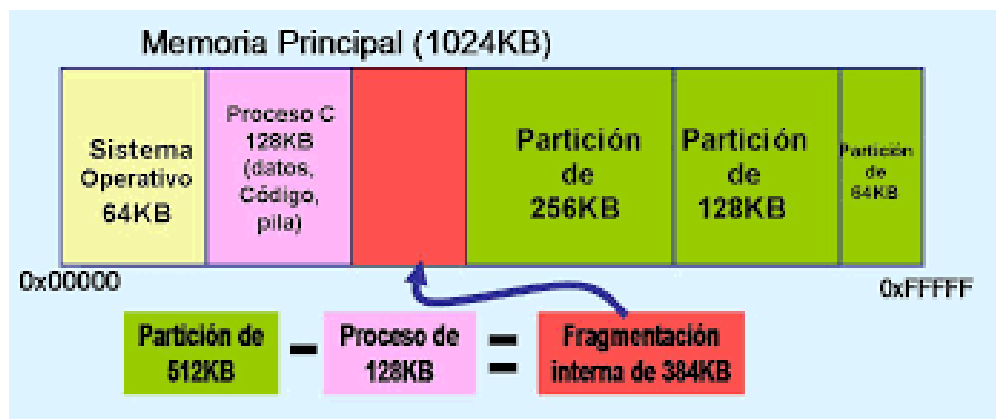 Memoria Principal (1024KB)
Sistema
Operativo
64KB
Proceso C
128KB
(datos,
Código,
pila)
Partición
de
256KB
Partición
de
128KB
Partición
de
64KB
0x00000
0xFFFFF
Partición de
512KB
-
Proceso de
128KB
=
Fragmentación
interna de 384KB